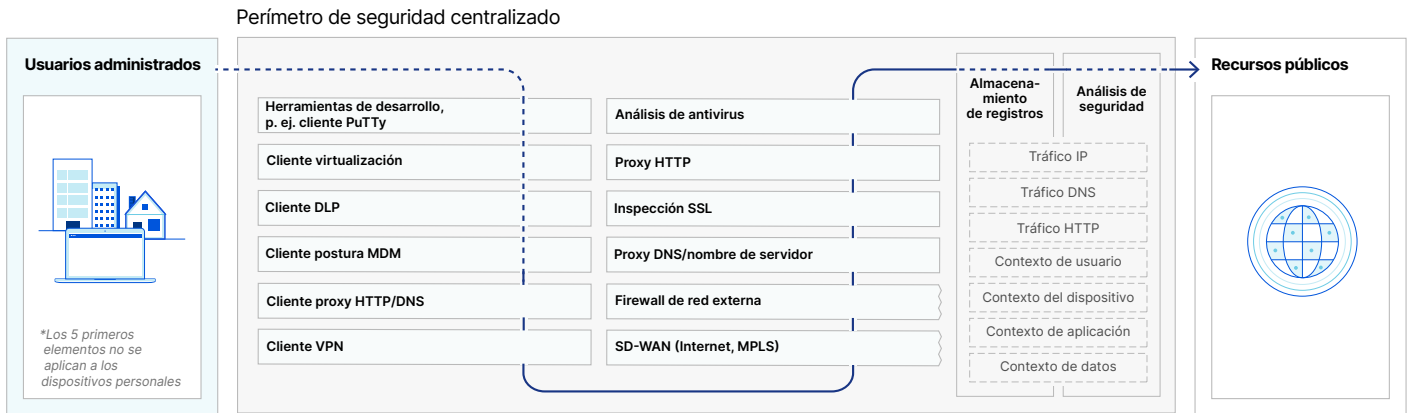 Perímetro de seguridad centralizado
Usuarios administrados
*Los 5 primeros
elementos no se
aplican a los
dispositivos personales
Herramientas de desarrollo,
p. ej. cliente PuTTy
Cliente virtualización
Cliente DLP
Cliente postura MDM
Cliente proxy HTTP/DNS
Cliente VPN
Análisis de antivirus
Proxy HTTP
Inspección SSL
Proxy DNS/nombre de servidor
Firewall de red externa
SD-WAN (Internet, MPLS)
Almacena-
miento
de registros
Análisis de
seguridad
Tráfico IP
Tráfico DNS
Tráfico HTTP
Contexto de usuario
Contexto del dispositivo
Contexto de aplicación
Contexto de datos
Recursos públicos